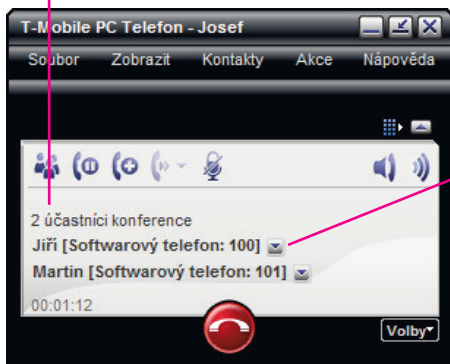 T-Mobile PC Telefon - Josef
Soubor Zobrazit Kontakty Akce Nápověda
2 účastníci konference
Jiří [Softwarový telefon: 100]
Martin [Softwarový telefon: 101]
00:01:12
Volby